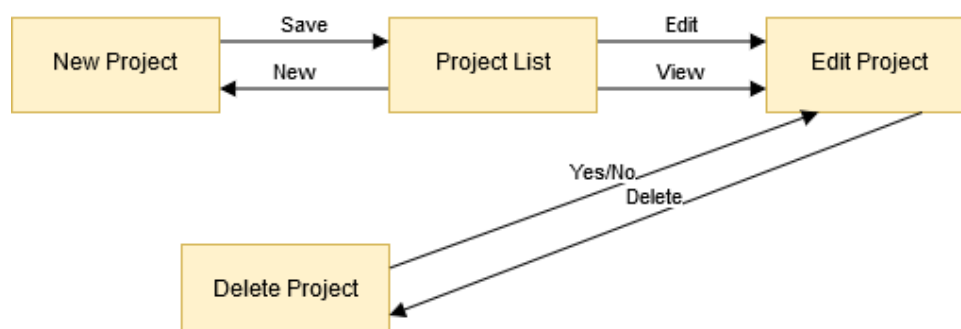 Save
Edit
New Project
Project List
Edit Project
New
View
Yes/No
Delete
Delete Project